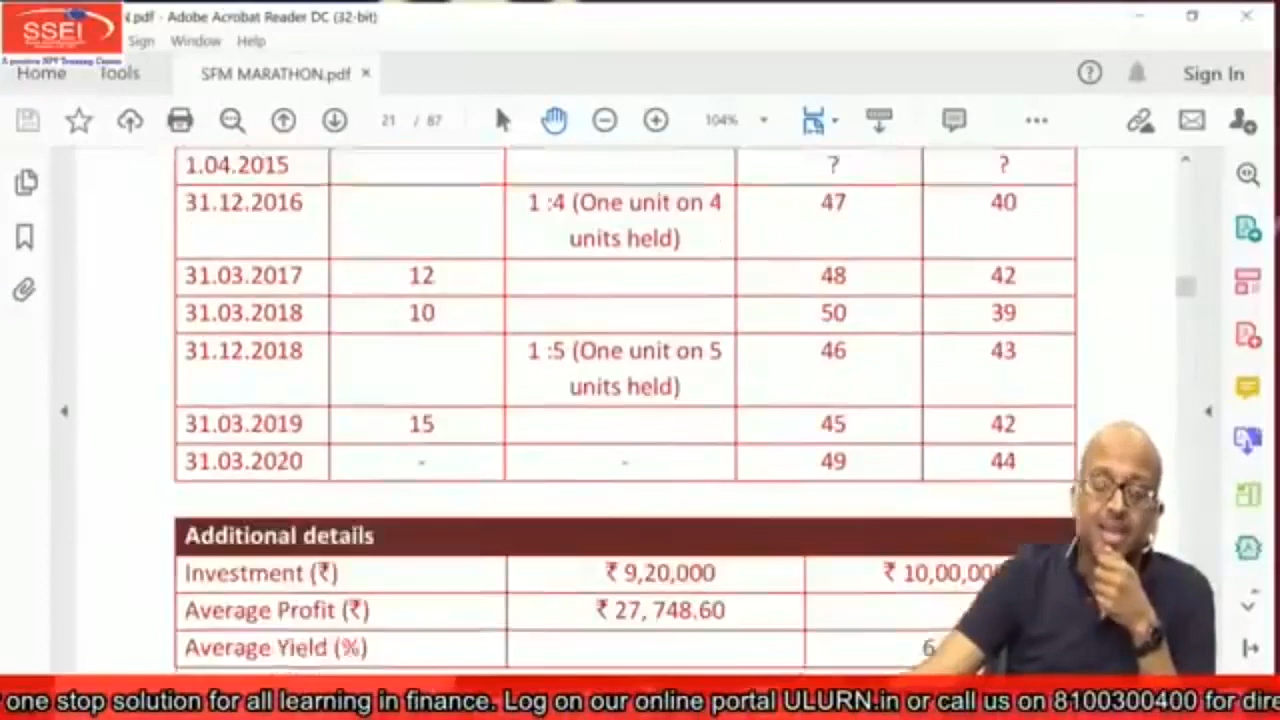 .pdf - Adobe Acrobat Reader DC (32-bit)
SSEI
Sign Window Help
Home Tools SFM MARATHON.pdf × Sign In
21 / 87 104%
1.04.2015 ? ?
31.12.2016 1 :4 (One unit on 4 47 40
units held)
31.03.2017 12 48 42
31.03.2018 10 50 39
31.12.2018 1 :5 (One unit on 5 46 43
units held)
31.03.2019 15 45 42
31.03.2020 - - 49 44
Additional details
Investment (₹) ₹ 9,20,000 ₹ 10,00,00
Average Profit (₹) ₹ 27, 748.60
Average Yield (%) 6
one stop solution for all learning in finance. Log on our online portal ULURN.in or call us on 8100300400 for dire